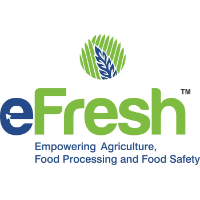 eFresh™
Empowering Agriculture,
Food Processing and Food Safety